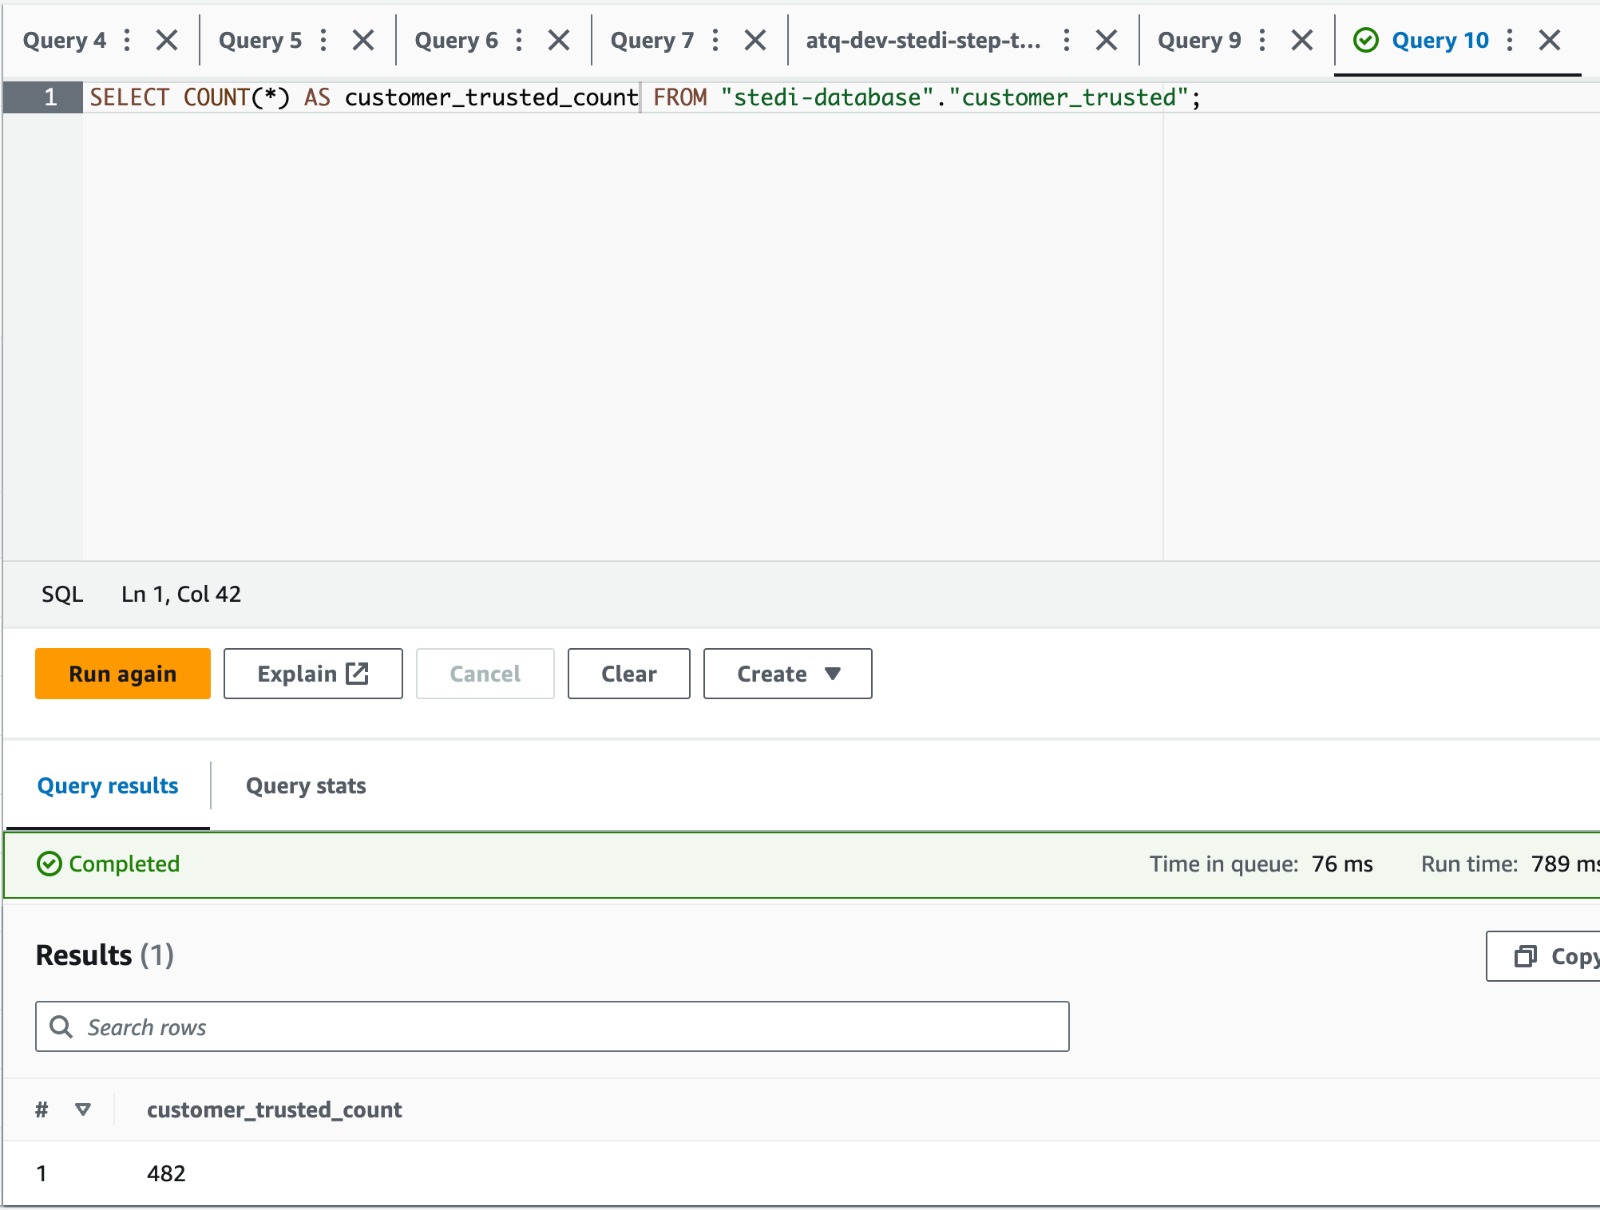 Query 4
Query 5
Query 6
Query 7
atq-dev-stedi-step-t...
Query 9
Query 10
1 SELECT COUNT(*) AS customer_trusted_count FROM "stedi-database"."customer_trusted";
SQL Ln 1, Col 42
Run again
Explain
Cancel
Clear
Create
Query results
Query stats
Completed
Time in queue: 76 ms
Run time: 789 ms
Results (1)
Copy
Search rows
# customer_trusted_count
1 482